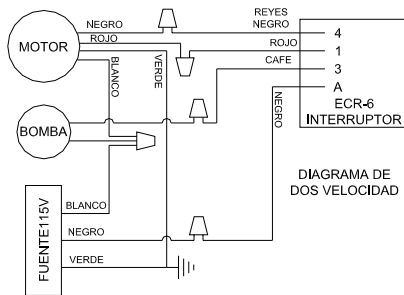 NEGRO
REYES
NEGRO
4
MOTOR
ROJO
ROJO
1
BLANCO
VERDE
CAFE
3
A
NEGRO
ECR-6
INTERRUPTOR
BOMBA
DIAGRAMA DE
DOS VELOCIDAD
FUENTE115V
BLANCO
NEGRO
VERDE